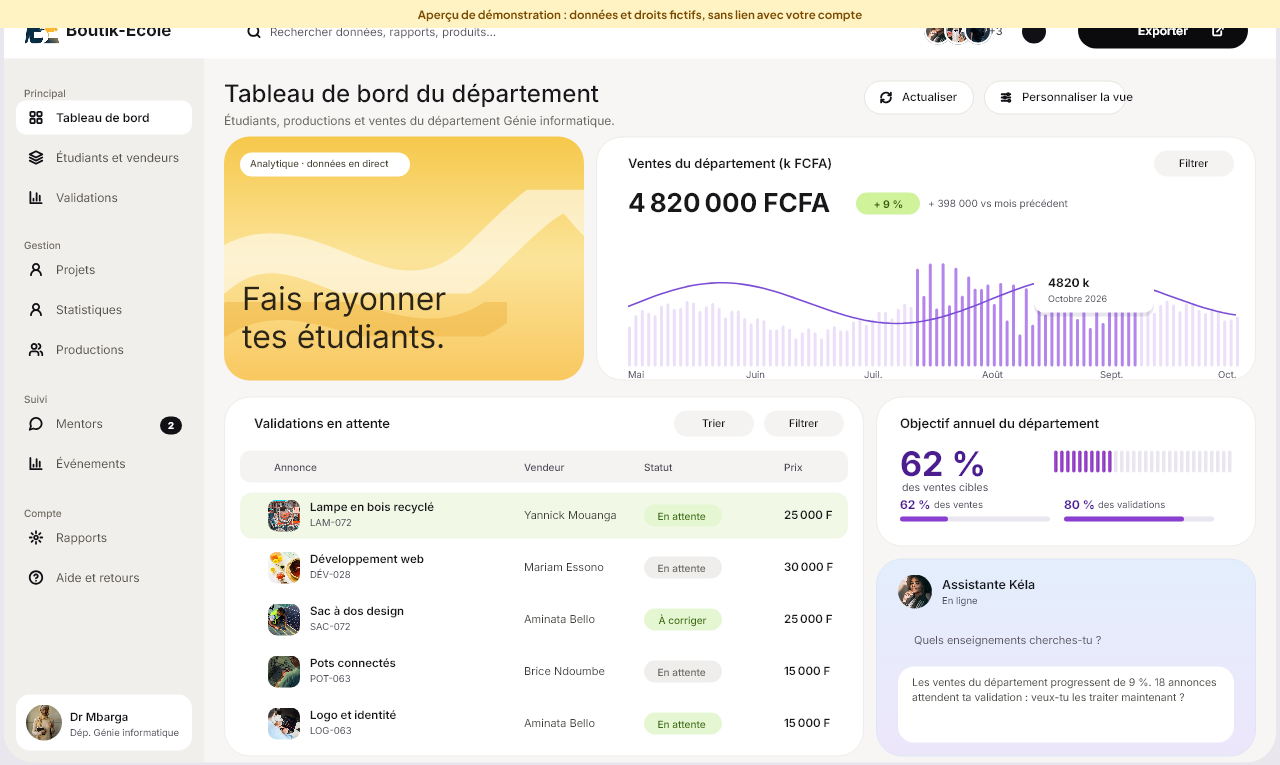 Aperçu de démonstration : données et droits fictifs, sans lien avec votre compte
Boutik-École
Rechercher données, rapports, produits...
+3
Exporter
Principal
Tableau de bord
Étudiants et vendeurs
Validations
Gestion
Projets
Statistiques
Productions
Suivi
Mentors
2
Événements
Compte
Rapports
Aide et retours
Dr Mbarga
Dép. Génie informatique
Tableau de bord du département
Étudiants, productions et ventes du département Génie informatique.
Actualiser
Personnaliser la vue
Analytique · données en direct
Fais rayonner
tes étudiants.
Ventes du département (k FCFA)
Filtrer
4 820 000 FCFA
+ 9 %
+ 398 000 vs mois précédent
4820 k
Octobre 2026
Mai Juin Juil. Août Sept. Oct.
Validations en attente
Trier
Filtrer
Annonce Vendeur Statut Prix
Lampe en bois recyclé
LAM-072
Yannick Mouanga
En attente
25 000 F
Développement web
DÉV-028
Mariam Essono
En attente
30 000 F
Sac à dos design
SAC-072
Aminata Bello
À corriger
25 000 F
Pots connectés
POT-063
Brice Ndoumbe
En attente
15 000 F
Logo et identité
LOG-063
Aminata Bello
En attente
15 000 F
Objectif annuel du département
62 %
des ventes cibles
62 % des ventes
80 % des validations
Assistante Kéla
En ligne
Quels enseignements cherches-tu ?
Les ventes du département progressent de 9 %. 18 annonces
attendent ta validation : veux-tu les traiter maintenant ?